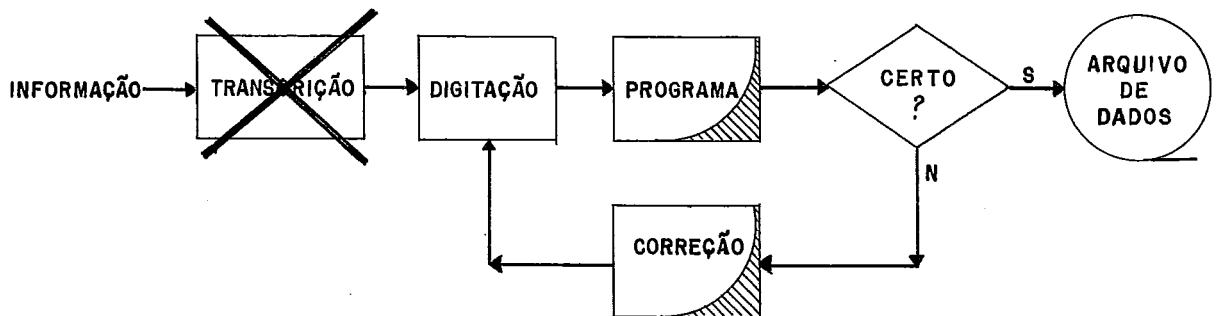 INFORMAÇÃO
TRANSCRIÇÃO
DIGITAÇÃO
PROGRAMA
CERTO
?
S
ARQUIVO
DE
DADOS
N
CORREÇÃO